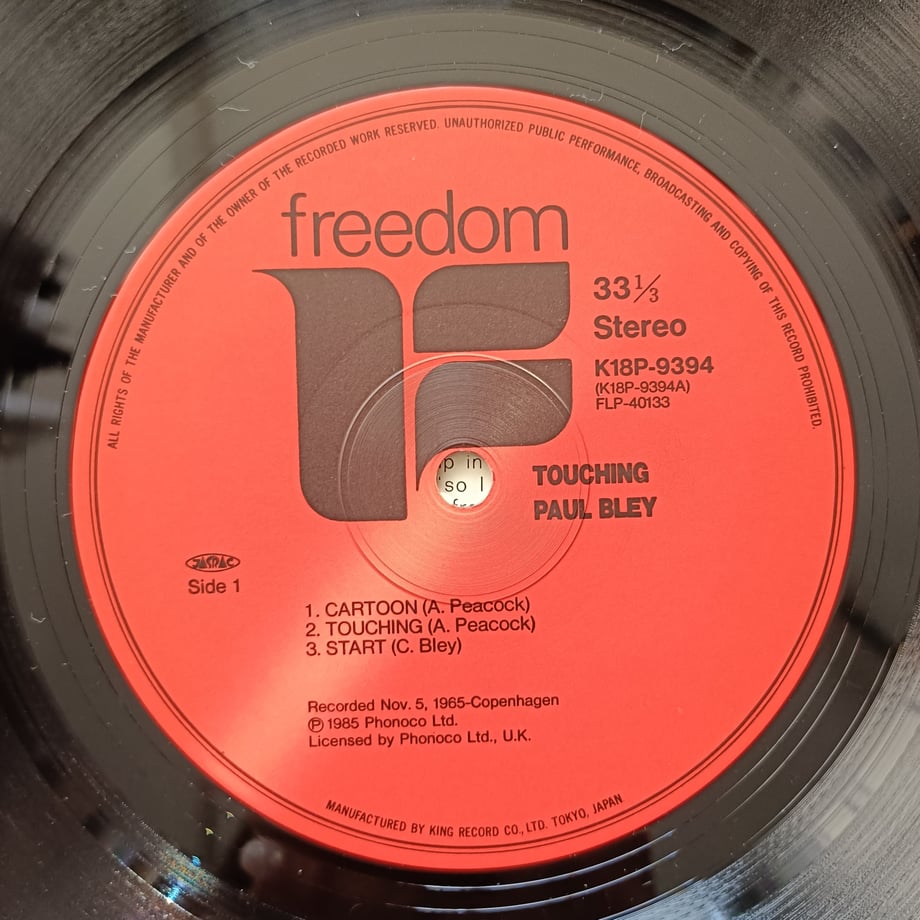 ALL RIGHTS OF THE MANUFACTURER AND OF THE OWNER OF THE RECORDED WORK RESERVED. UNAUTHORIZED PUBLIC PERFORMANCE, BROADCASTING AND COPYING OF THIS RECORD PROHIBITED.
freedom
33⅓
Stereo
K18P-9394
(K18P-9394A)
FLP-40133
p in
so l
TOUCHING
PAUL BLEY
JASRAC
Side 1
1. CARTOON (A. Peacock)
2. TOUCHING (A. Peacock)
3. START (C. Bley)
Recorded Nov. 5, 1965-Copenhagen
℗ 1985 Phonoco Ltd.
Licensed by Phonoco Ltd., U.K.
MANUFACTURED BY KING RECORD CO., LTD. TOKYO, JAPAN